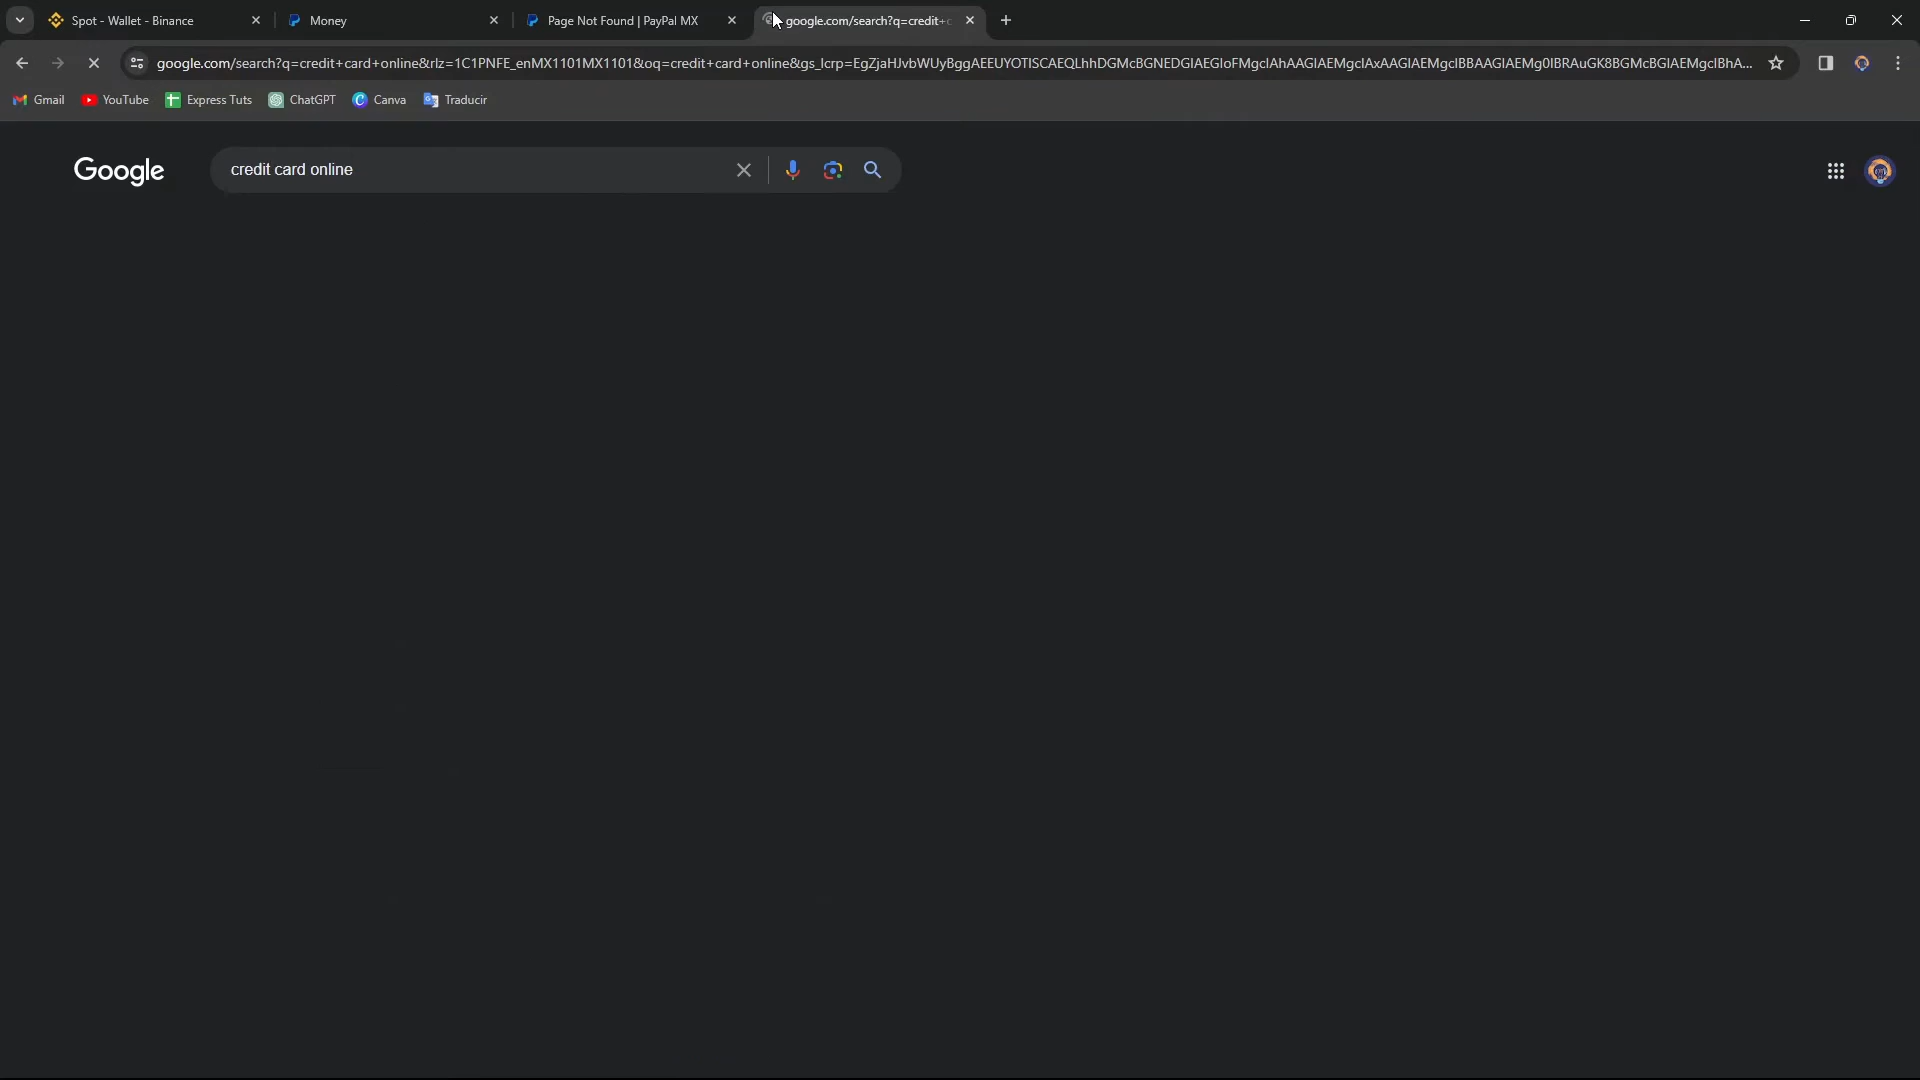 Spot - Wallet - Binance
Money
Page Not Found | PayPal MX
google.com/search?q=credit+c
google.com/search?q=credit+card+online&rlz=1C1PNFE_enMX1101MX1101&oq=credit+card+online&gs_lcrp=EgZjaHJvbWUyBggAEEUYOTISCAEQLhhDGMcBGNEDGIAEGIoFMgcIAhAAGIAEMgcIAxAAGIAEMgcIBBAAGIAEMg0IBRAuGK8BGMcBGIAEMgcIBhA...
Gmail
YouTube
Express Tuts
ChatGPT
Canva
Traducir
Google
credit card online